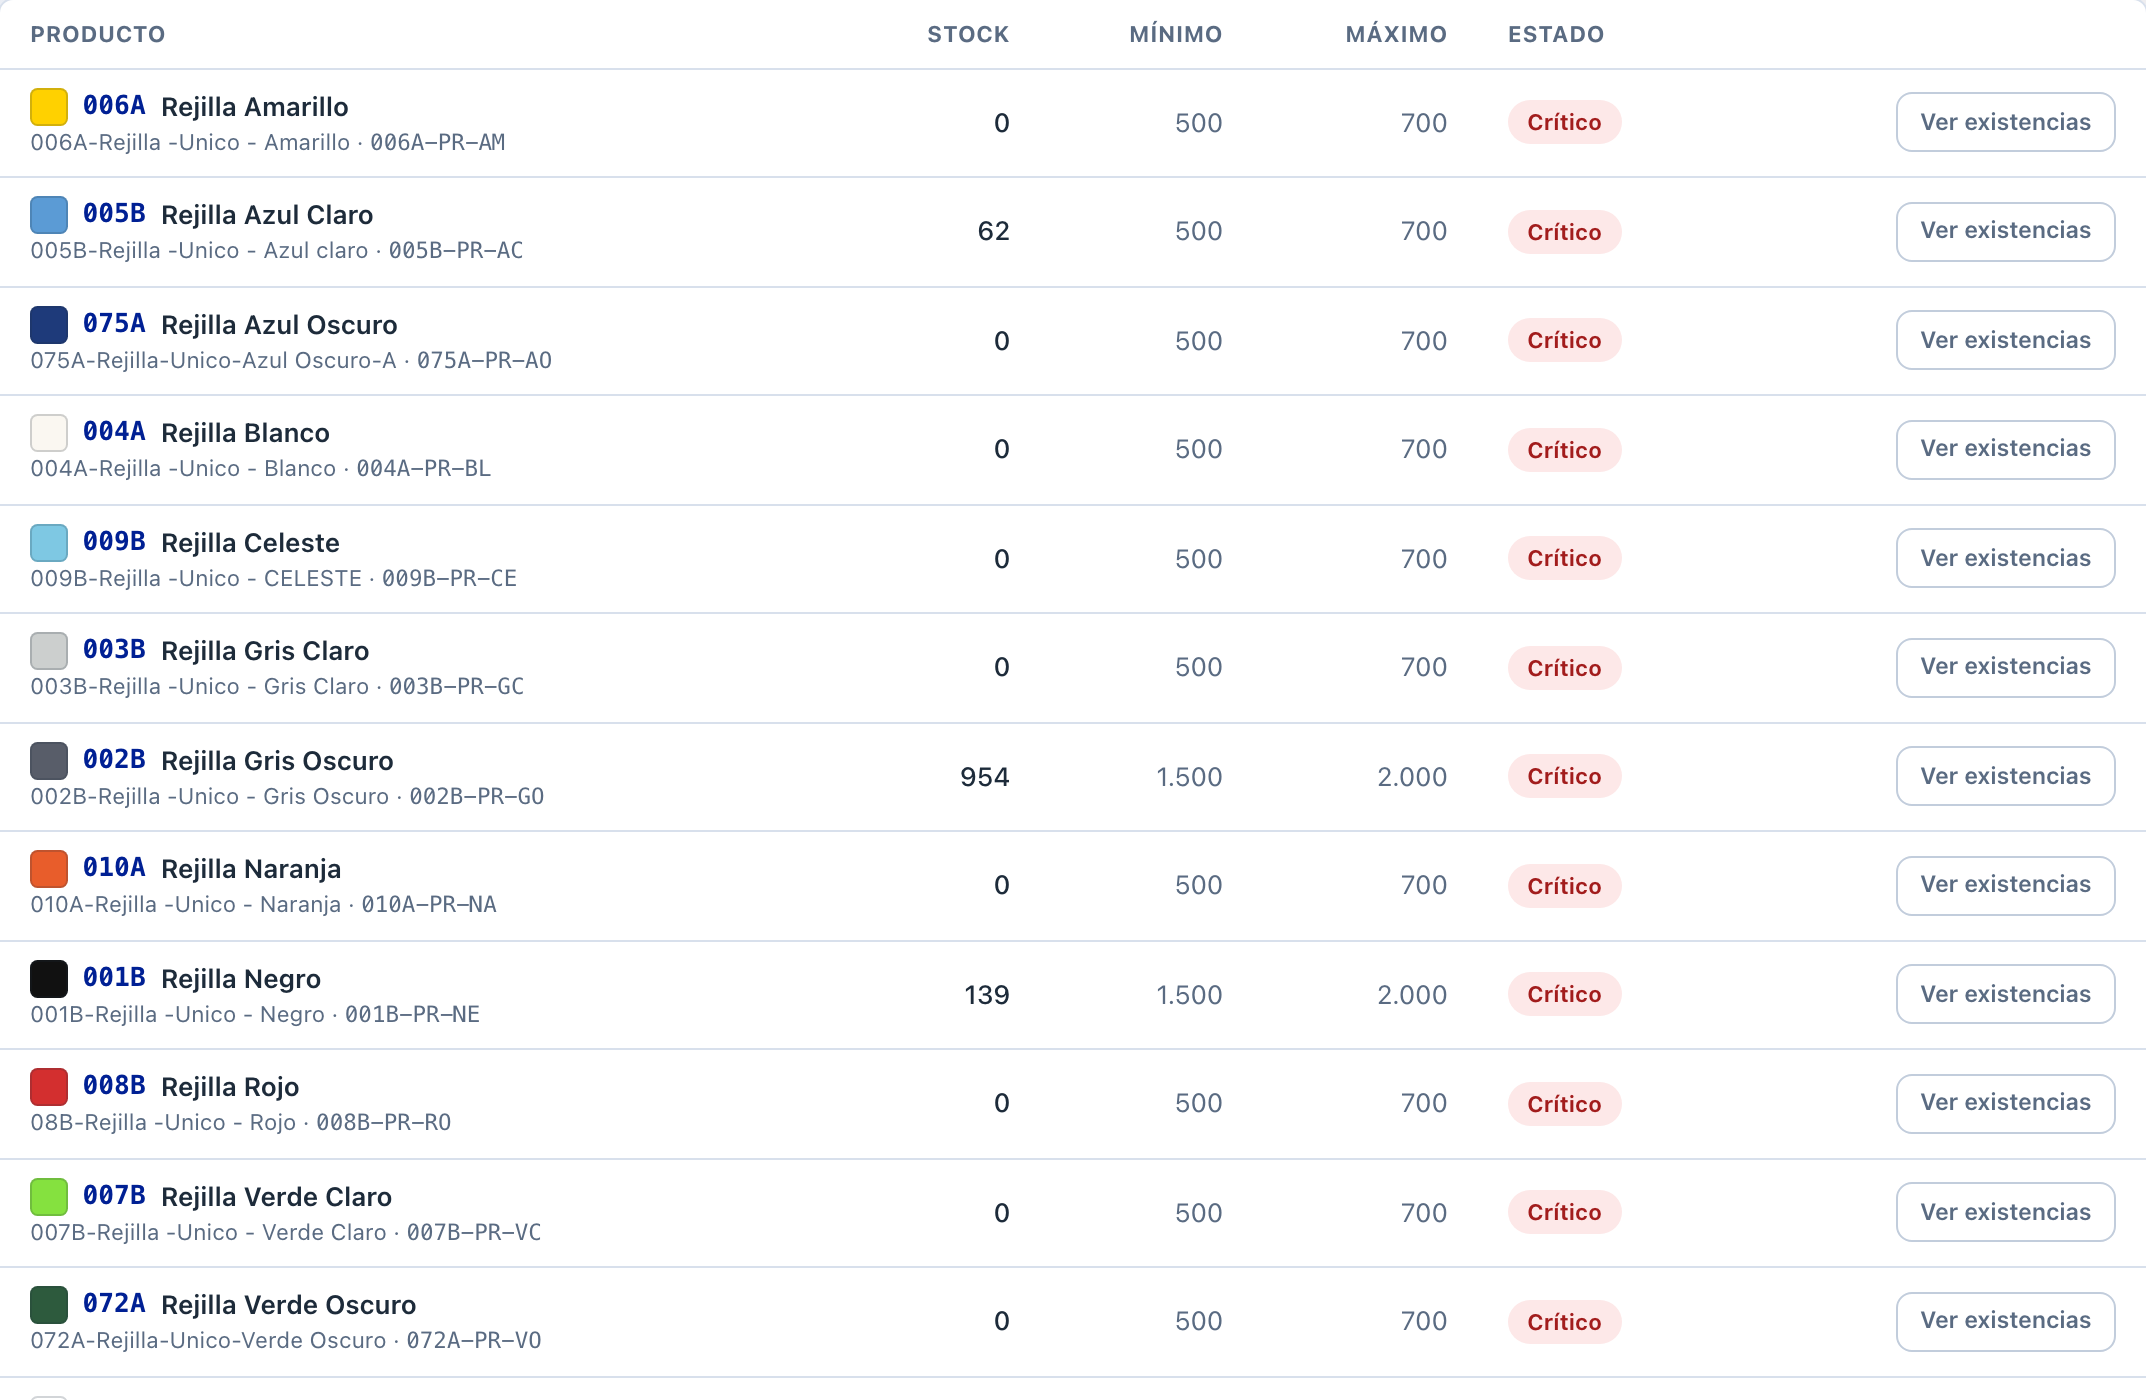 PRODUCTO STOCK MÍNIMO MÁXIMO ESTADO
006A Rejilla Amarillo
006A-Rejilla -Unico - Amarillo · 006A-PR-AM
0 500 700 Crítico Ver existencias
005B Rejilla Azul Claro
005B-Rejilla -Unico - Azul claro · 005B-PR-AC
62 500 700 Crítico Ver existencias
075A Rejilla Azul Oscuro
075A-Rejilla-Unico-Azul Oscuro-A · 075A-PR-AO
0 500 700 Crítico Ver existencias
004A Rejilla Blanco
004A-Rejilla -Unico - Blanco · 004A-PR-BL
0 500 700 Crítico Ver existencias
009B Rejilla Celeste
009B-Rejilla -Unico - CELESTE · 009B-PR-CE
0 500 700 Crítico Ver existencias
003B Rejilla Gris Claro
003B-Rejilla -Unico - Gris Claro · 003B-PR-GC
0 500 700 Crítico Ver existencias
002B Rejilla Gris Oscuro
002B-Rejilla -Unico - Gris Oscuro · 002B-PR-GO
954 1.500 2.000 Crítico Ver existencias
010A Rejilla Naranja
010A-Rejilla -Unico - Naranja · 010A-PR-NA
0 500 700 Crítico Ver existencias
001B Rejilla Negro
001B-Rejilla -Unico - Negro · 001B-PR-NE
139 1.500 2.000 Crítico Ver existencias
008B Rejilla Rojo
08B-Rejilla -Unico - Rojo · 008B-PR-RO
0 500 700 Crítico Ver existencias
007B Rejilla Verde Claro
007B-Rejilla -Unico - Verde Claro · 007B-PR-VC
0 500 700 Crítico Ver existencias
072A Rejilla Verde Oscuro
072A-Rejilla-Unico-Verde Oscuro · 072A-PR-VO
0 500 700 Crítico Ver existencias